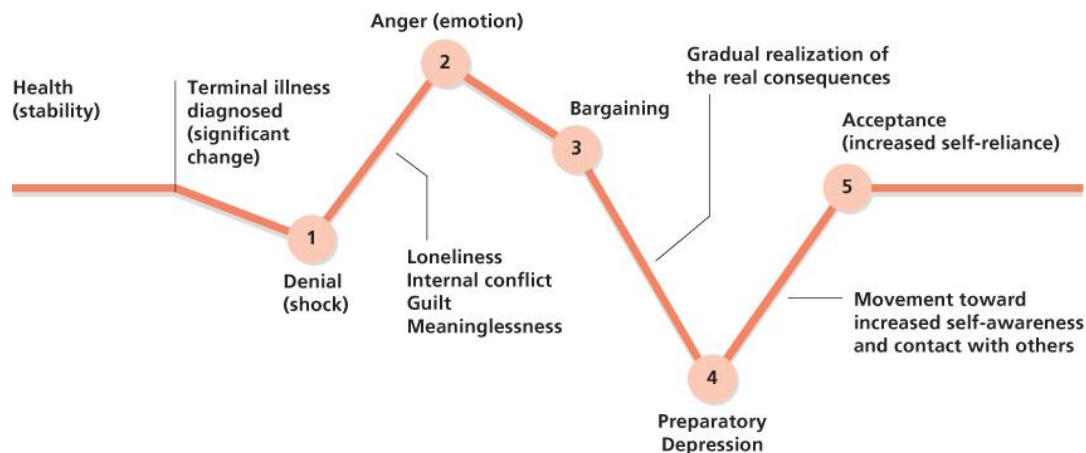 Anger (emotion)
2
Health
(stability)
Terminal illness
diagnosed
(significant
change)
Gradual realization of
the real consequences
Bargaining
3
Acceptance
(increased self-reliance)
5
1
Denial
(shock)
Loneliness
Internal conflict
Guilt
Meaninglessness
Movement toward
increased self-awareness
and contact with others
4
Preparatory
Depression